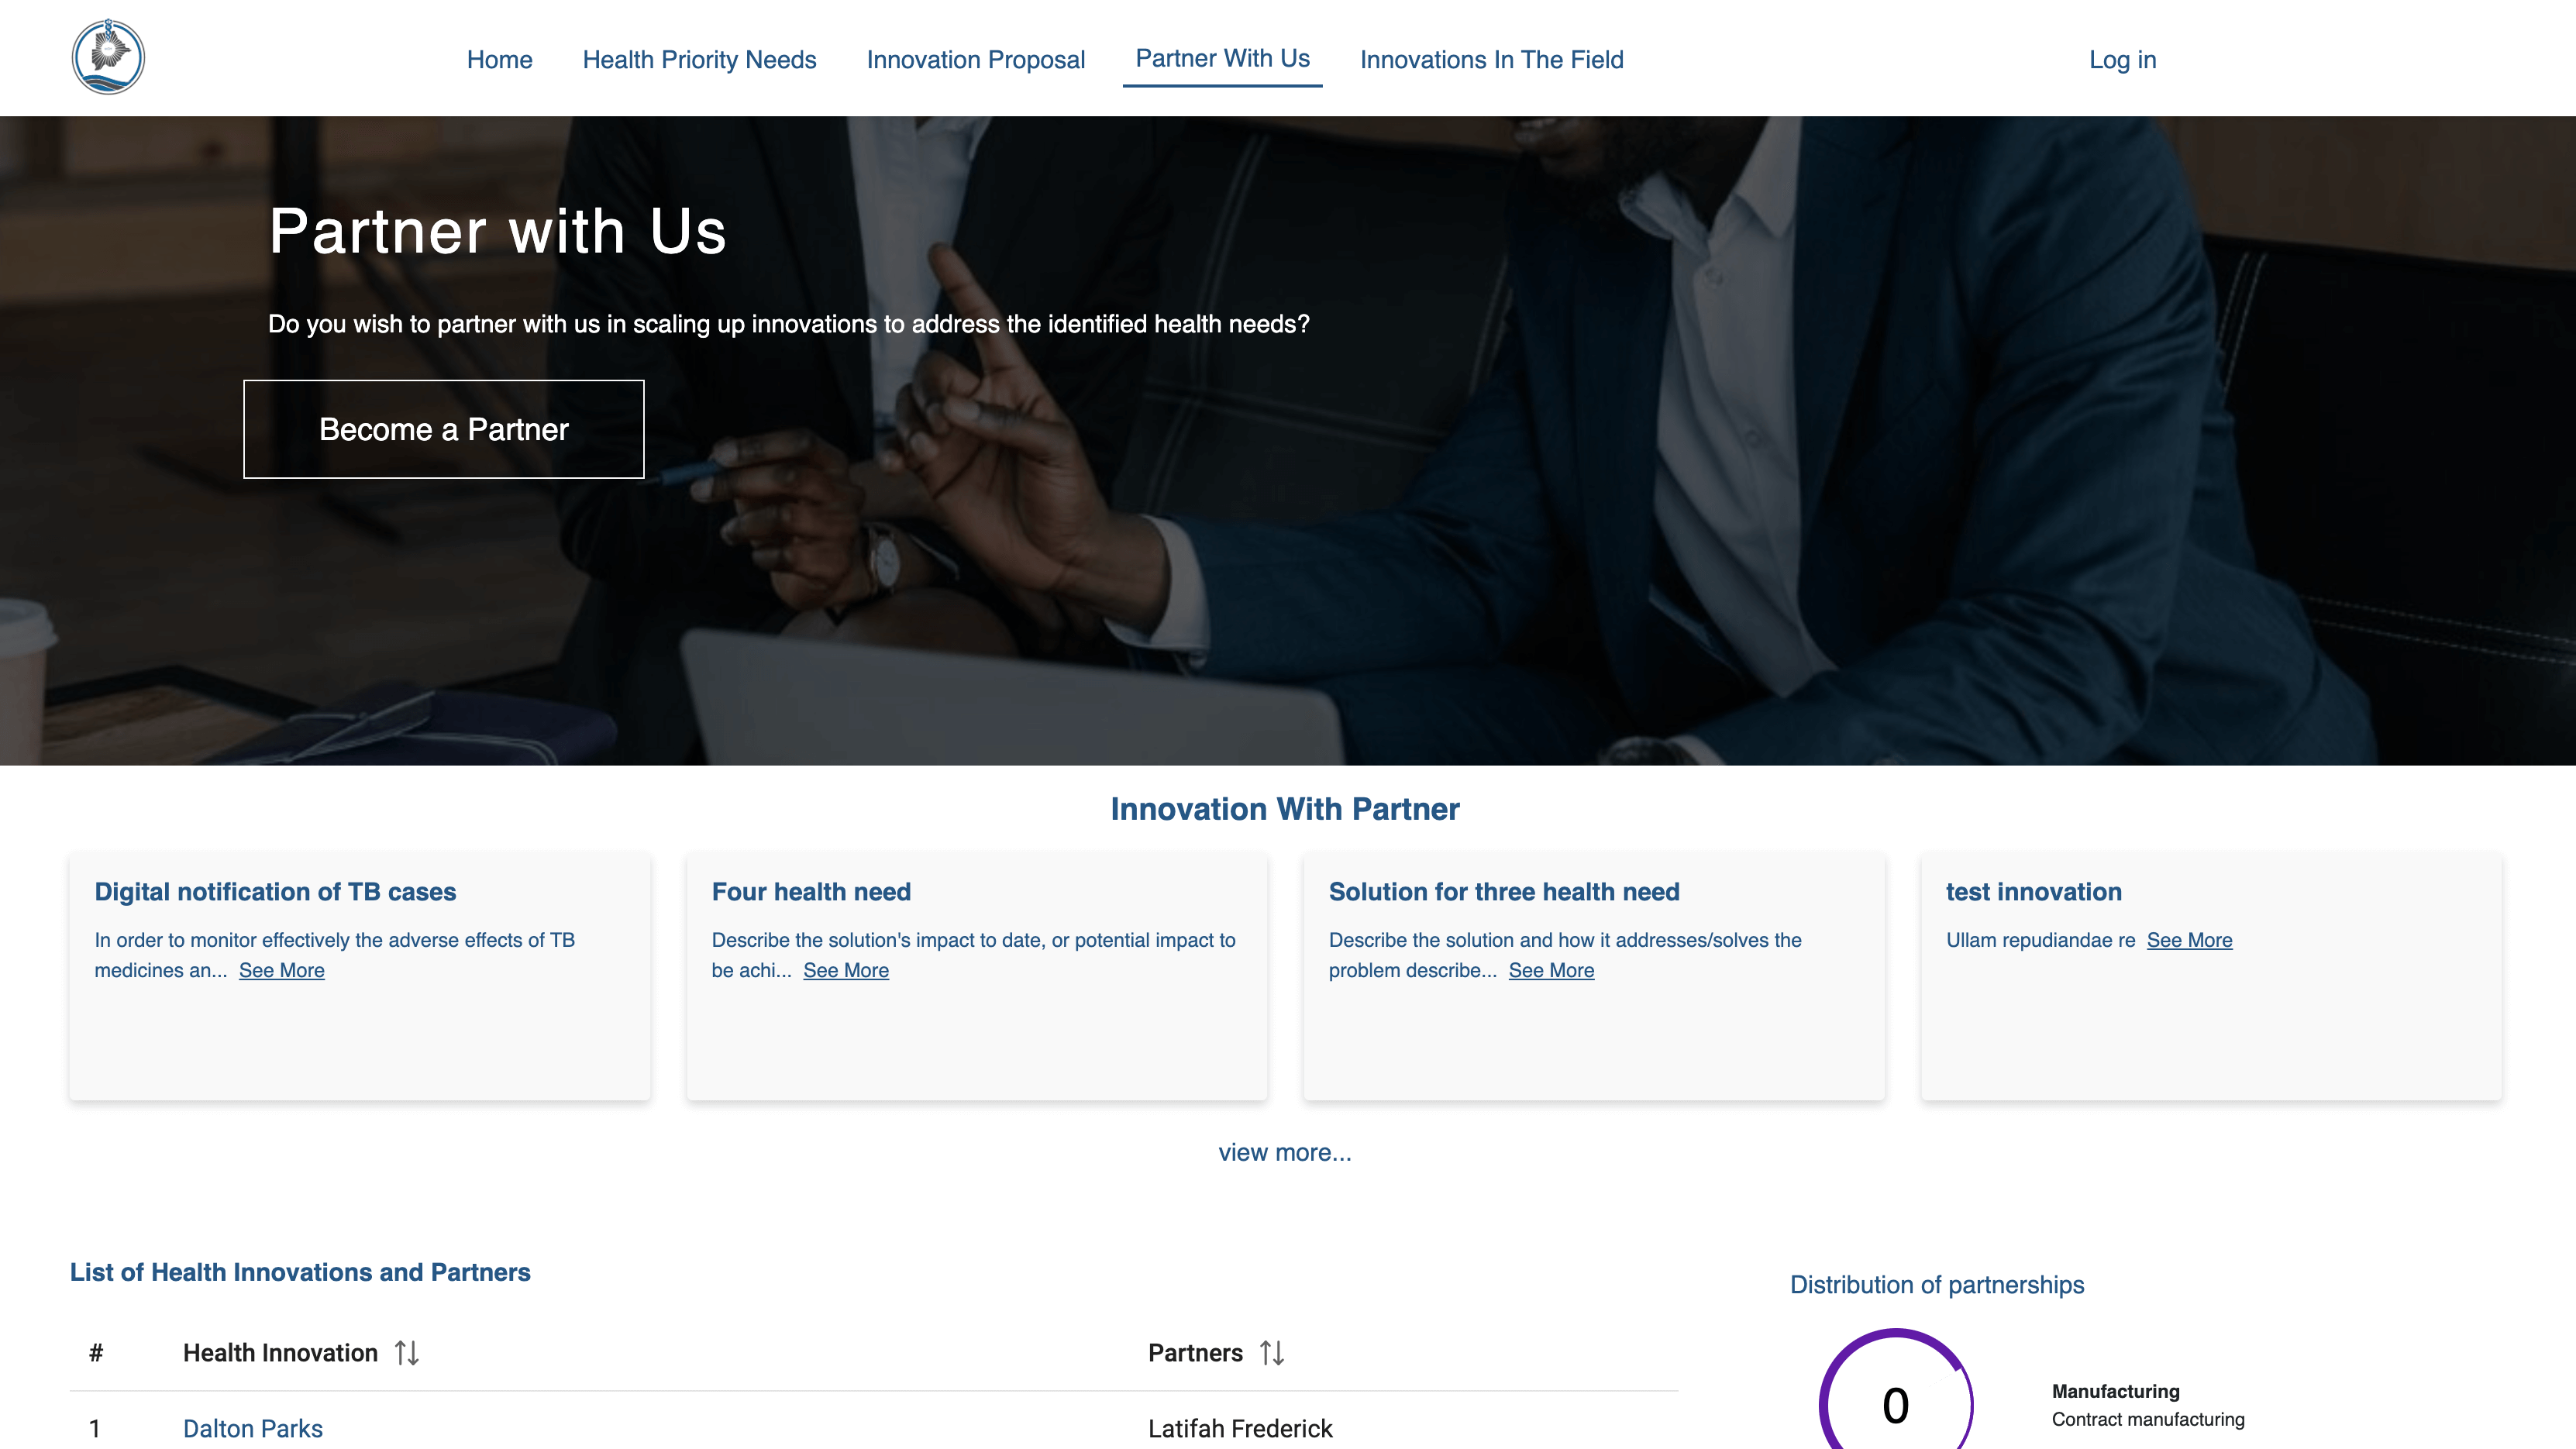 Home
Health Priority Needs
Innovation Proposal
Partner With Us
Innovations In The Field
Log in
Partner with Us
Do you wish to partner with us in scaling up innovations to address the identified health needs?
Become a Partner
Innovation With Partner
Digital notification of TB cases
In order to monitor effectively the adverse effects of TB
medicines an... See More
Four health need
Describe the solution's impact to date, or potential impact to
be achi... See More
Solution for three health need
Describe the solution and how it addresses/solves the
problem describe... See More
test innovation
Ullam repudiandae re See More
view more...
List of Health Innovations and Partners
# Health Innovation Partners
1 Dalton Parks Latifah Frederick
Distribution of partnerships
0
Manufacturing
Contract manufacturing